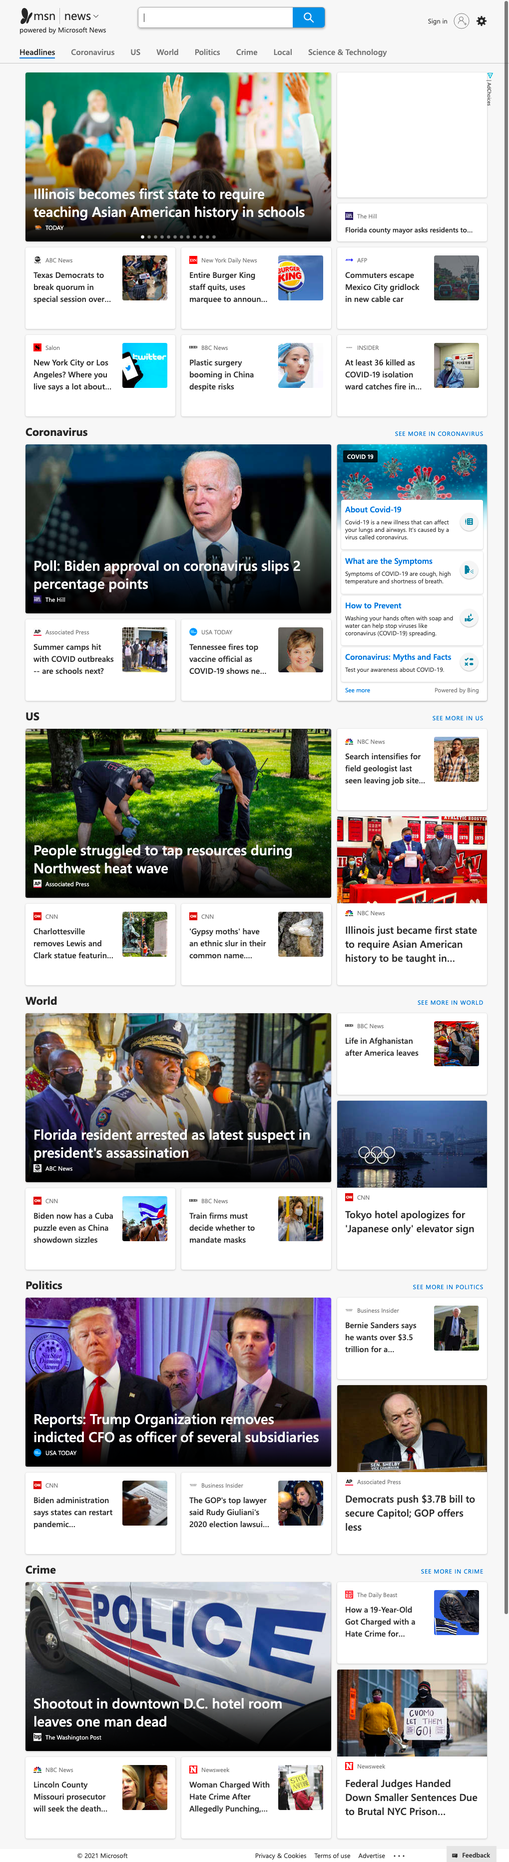 msn | news
powered by Microsoft News
Sign in
Headlines Coronavirus US World Politics Crime Local Science & Technology
AdChoices
Illinois becomes first state to require
teaching Asian American history in schools
TODAY
The Hill
Florida county mayor asks residents to...
ABC News
Texas Democrats to
break quorum in
special session over...
New York Daily News
Entire Burger King
staff quits, uses
marquee to announ...
BURGER
KING
AFP
Commuters escape
Mexico City gridlock
in new cable car
Salon
New York City or Los
Angeles? Where you
live says a lot about...
twitter
BBC News
Plastic surgery
booming in China
despite risks
INSIDER
At least 36 killed as
COVID-19 isolation
ward catches fire in...
Coronavirus
SEE MORE IN CORONAVIRUS
Poll: Biden approval on coronavirus slips 2
percentage points
The Hill
COVID 19
About Covid-19
Covid-19 is a new illness that can affect
your lungs and airways. It's caused by a
virus called coronavirus.
What are the Symptoms
Symptoms of COVID-19 are cough, high
temperature and shortness of breath.
How to Prevent
Washing your hands often with soap and
water can help stop viruses like
coronavirus (COVID-19) spreading.
Coronavirus: Myths and Facts
Test your awareness about COVID-19.
See more
Powered by Bing
Associated Press
Summer camps hit
with COVID outbreaks
-- are schools next?
USA TODAY
Tennessee fires top
vaccine official as
COVID-19 shows ne...
US
SEE MORE IN US
People struggled to tap resources during
Northwest heat wave
Associated Press
NBC News
Search intensifies for
field geologist last
seen leaving job site...
NBC News
Illinois just became first state
to require Asian American
history to be taught in...
CNN
Charlottesville
removes Lewis and
Clark statue featurin...
CNN
'Gypsy moths' have
an ethnic slur in their
common name....
World
SEE MORE IN WORLD
Florida resident arrested as latest suspect in
president's assassination
ABC News
BBC News
Life in Afghanistan
after America leaves
CNN
Tokyo hotel apologizes for
'Japanese only' elevator sign
CNN
Biden now has a Cuba
puzzle even as China
showdown sizzles
BBC News
Train firms must
decide whether to
mandate masks
Politics
SEE MORE IN POLITICS
Reports: Trump Organization removes
indicted CFO as officer of several subsidiaries
USA TODAY
Business Insider
Bernie Sanders says
he wants over $3.5
trillion for a...
SEN. SHELBY
Associated Press
Democrats push $3.7B bill to
secure Capitol; GOP offers
less
CNN
Biden administration
says states can restart
pandemic...
Business Insider
The GOP's top lawyer
said Rudy Giuliani's
2020 election lawsui...
Crime
SEE MORE IN CRIME
POLICE
Shootout in downtown D.C. hotel room
leaves one man dead
The Washington Post
The Daily Beast
How a 19-Year-Old
Got Charged with a
Hate Crime for...
CUOMO
LET THEM
GO!
Newsweek
Federal Judges Handed
Down Smaller Sentences Due
to Brutal NYC Prison...
NBC News
Lincoln County
Missouri prosecutor
will seek the death...
Newsweek
Woman Charged With
Hate Crime After
Allegedly Punching,...
© 2021 Microsoft
Privacy & Cookies Terms of use Advertise
Feedback